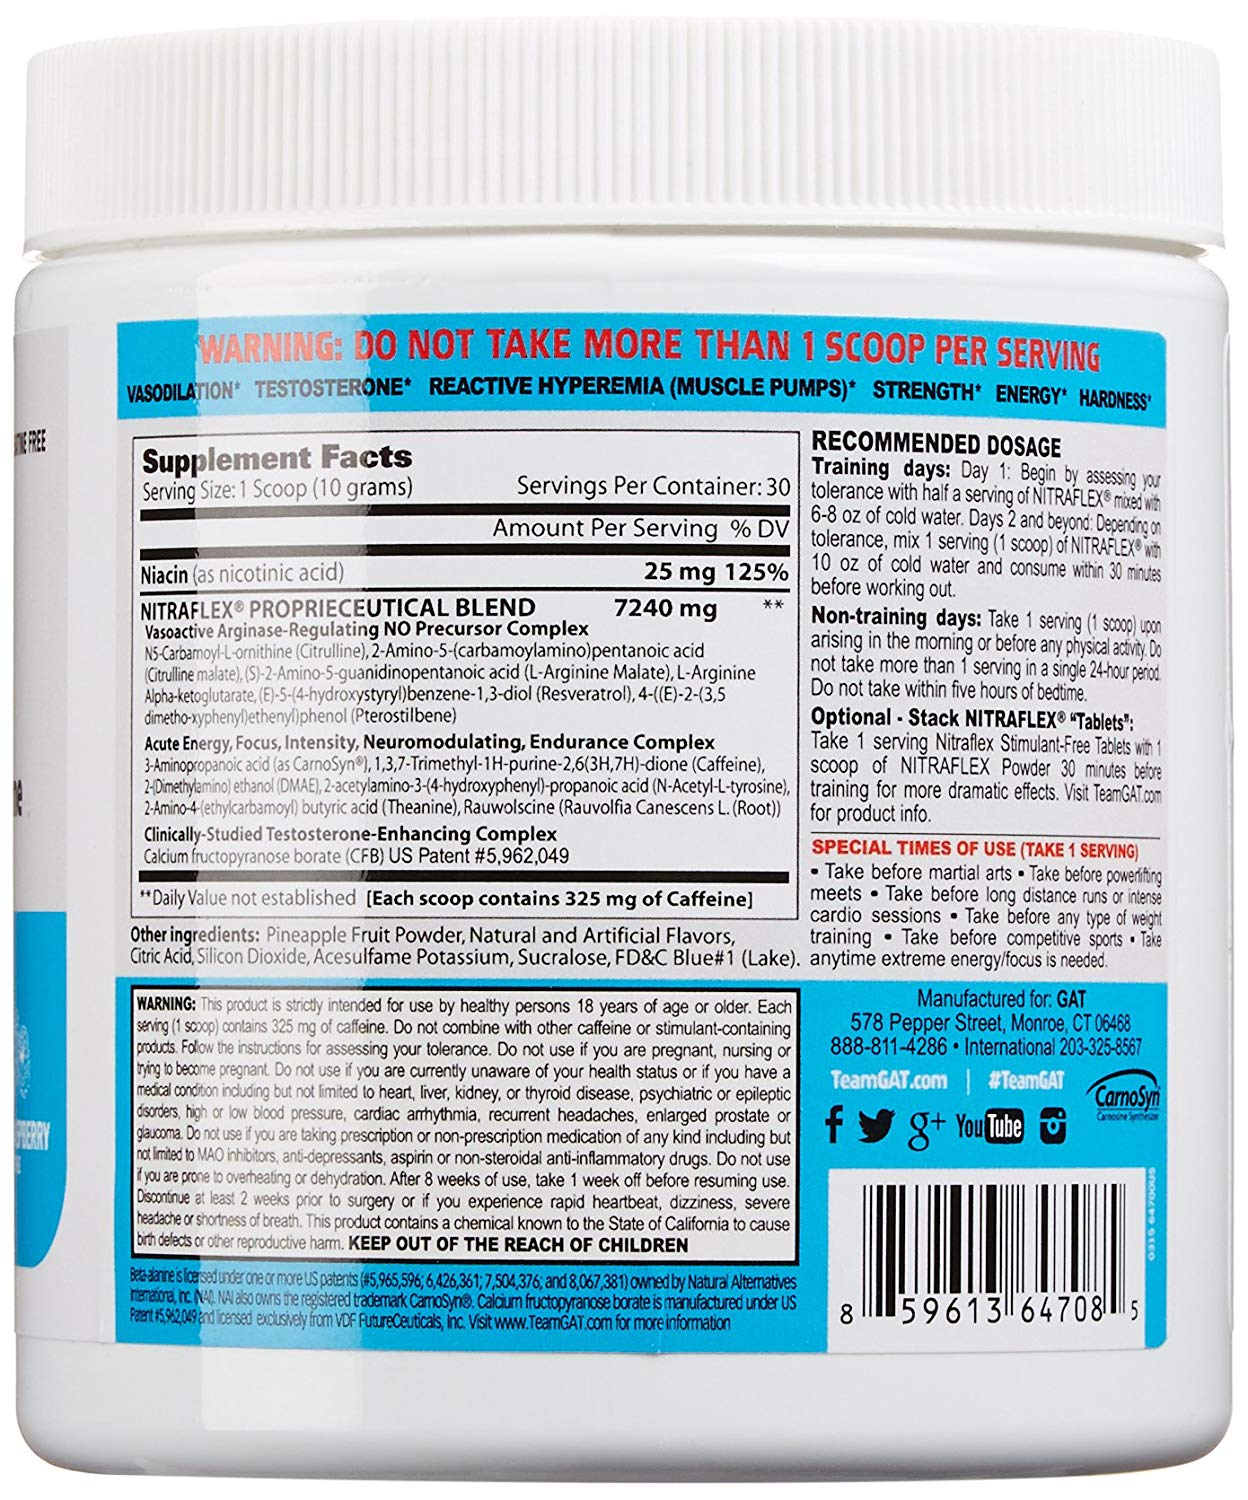 WARNING: DO NOT TAKE MORE THAN 1 SCOOP PER SERVING
VASODILATION* TESTOSTERONE* REACTIVE HYPEREMIA (MUSCLE PUMPS)* STRENGTH* ENERGY* HARDNESS*
FREE
BERRY
Supplement Facts
Serving Size: 1 Scoop (10 grams) Servings Per Container: 30
Amount Per Serving % DV
Niacin (as nicotinic acid) 25 mg 125%
NITRAFLEX® PROPRIECEUTICAL BLEND 7240 mg **
Vasoactive Arginase-Regulating NO Precursor Complex
N5-Carbamoyl-L-ornithine (Citrulline), 2-Amino-5-(carbamoylamino)pentanoic acid
(Citrulline malate), (S)-2-Amino-5-guanidinopentanoic acid (L-Arginine Malate), L-Arginine
Alpha-ketoglutarate, (E)-5-(4-hydroxystyryl)benzene-1,3-diol (Resveratrol), 4-((E)-2-(3,5
dimetho-xyphenyl)ethenyl)phenol (Pterostilbene)
Acute Energy, Focus, Intensity, Neuromodulating, Endurance Complex
3-Aminopropanoic acid (as CarnoSyn®), 1,3,7-Trimethyl-1H-purine-2,6(3H,7H)-dione (Caffeine),
2-(Dimethylamino) ethanol (DMAE), 2-acetylamino-3-(4-hydroxyphenyl)-propanoic acid (N-Acetyl-L-tyrosine),
2-Amino-4-(ethylcarbamoyl) butyric acid (Theanine), Rauwolscine (Rauvolfia Canescens L. (Root))
Clinically-Studied Testosterone-Enhancing Complex
Calcium fructopyranose borate (CFB) US Patent #5,962,049
**Daily Value not established [Each scoop contains 325 mg of Caffeine]
Other ingredients: Pineapple Fruit Powder, Natural and Artificial Flavors,
Citric Acid, Silicon Dioxide, Acesulfame Potassium, Sucralose, FD&C Blue#1 (Lake).
RECOMMENDED DOSAGE
Training days: Day 1: Begin by assessing your
tolerance with half a serving of NITRAFLEX® mixed with
6-8 oz of cold water. Days 2 and beyond: Depending on
tolerance, mix 1 serving (1 scoop) of NITRAFLEX® with
10 oz of cold water and consume within 30 minutes
before working out.
Non-training days: Take 1 serving (1 scoop) upon
arising in the morning or before any physical activity. Do
not take more than 1 serving in a single 24-hour period.
Do not take within five hours of bedtime.
Optional - Stack NITRAFLEX® "Tablets":
Take 1 serving Nitraflex Stimulant-Free Tablets with 1
scoop of NITRAFLEX Powder 30 minutes before
training for more dramatic effects. Visit TeamGAT.com
for product info.
SPECIAL TIMES OF USE (TAKE 1 SERVING)
• Take before martial arts • Take before powerlifting
meets • Take before long distance runs or intense
cardio sessions • Take before any type of weight
training • Take before competitive sports • Take
anytime extreme energy/focus is needed.
WARNING: This product is strictly intended for use by healthy persons 18 years of age or older. Each
serving (1 scoop) contains 325 mg of caffeine. Do not combine with other caffeine or stimulant-containing
products. Follow the instructions for assessing your tolerance. Do not use if you are pregnant, nursing or
trying to become pregnant. Do not use if you are currently unaware of your health status or if you have a
medical condition including but not limited to heart, liver, kidney, or thyroid disease, psychiatric or epileptic
disorders, high or low blood pressure, cardiac arrhythmia, recurrent headaches, enlarged prostate or
glaucoma. Do not use if you are taking prescription or non-prescription medication of any kind including but
not limited to MAO inhibitors, anti-depressants, aspirin or non-steroidal anti-inflammatory drugs. Do not use
if you are prone to overheating or dehydration. After 8 weeks of use, take 1 week off before resuming use.
Discontinue at least 2 weeks prior to surgery or if you experience rapid heartbeat, dizziness, severe
headache or shortness of breath. This product contains a chemical known to the State of California to cause
birth defects or other reproductive harm. KEEP OUT OF THE REACH OF CHILDREN
Beta-alanine is licensed under one or more US patents (#5,965,596; 6,426,361; 7,504,376; and 8,067,381) owned by Natural Alternatives
International, Inc. (NAI). NAI also owns the registered trademark CarnoSyn®. Calcium fructopyranose borate is manufactured under US
Patent #5,962,049 and licensed exclusively from VDF FutureCeuticals, Inc. Visit www.TeamGAT.com for more information
Manufactured for: GAT
578 Pepper Street, Monroe, CT 06468
888-811-4286 • International 203-325-8567
TeamGAT.com | #TeamGAT
CarnoSyn
Carnosine Synthesizer
f g+ YouTube
0315 64700US
8 59613 64708 5